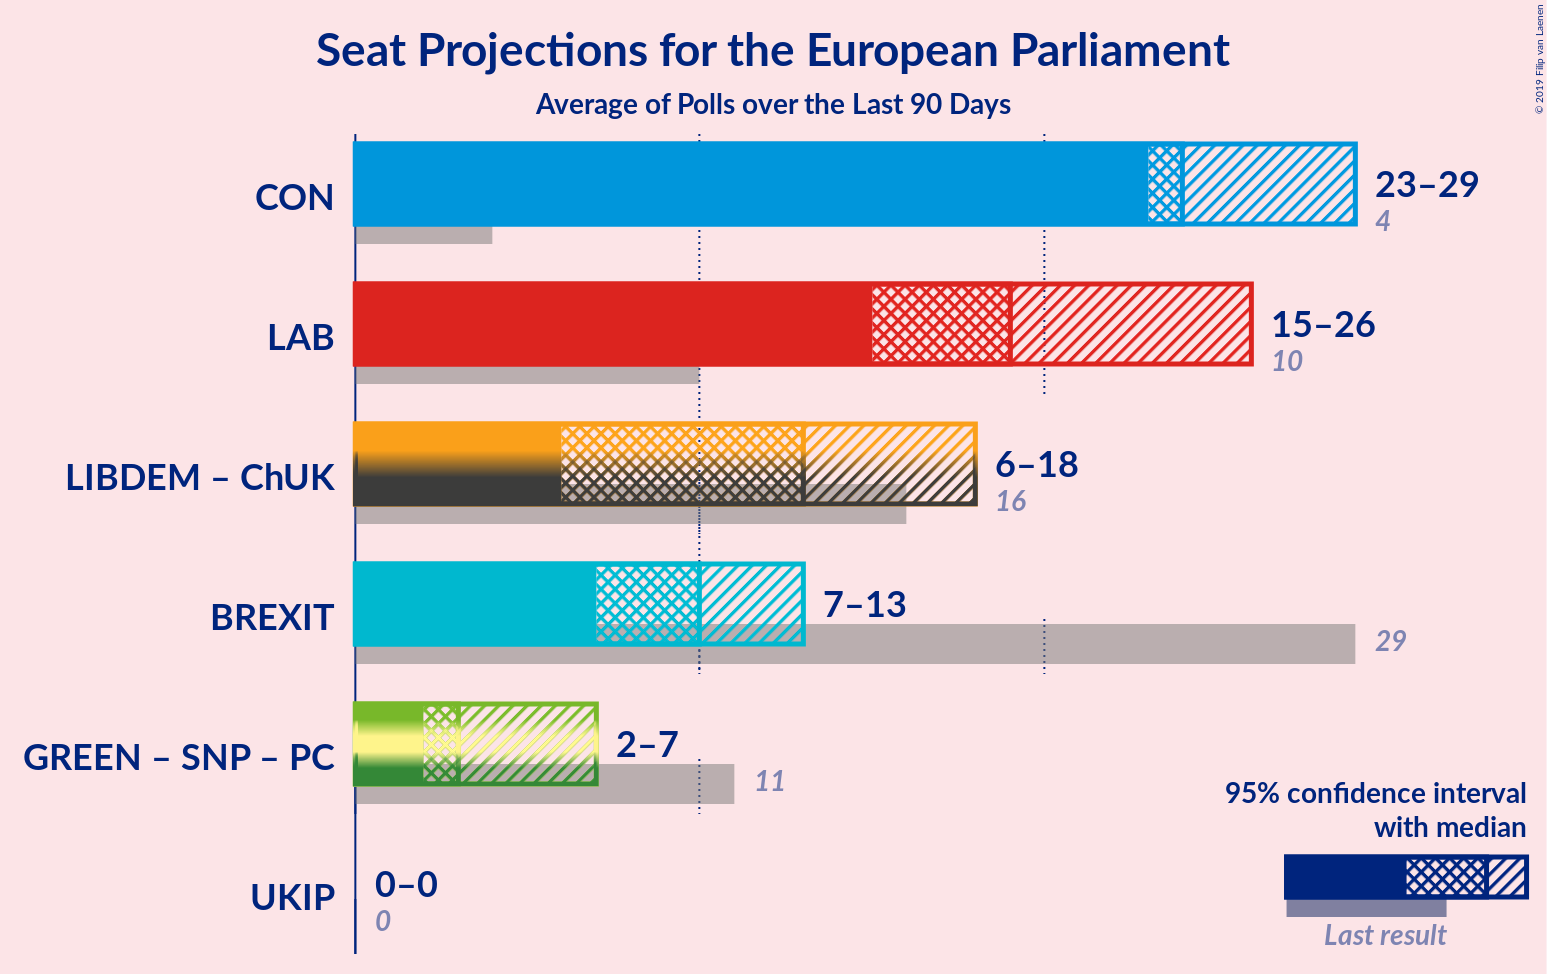 Seat Projections for the European Parliament
Average of Polls over the Last 90 Days
© 2019 Filip van Laenen
CON
23–29
4
LAB
15–26
10
LIBDEM – ChUK
6–18
16
BREXIT
7–13
29
GREEN – SNP – PC
2–7
11
UKIP
0–0
0
95% confidence interval
with median
Last result